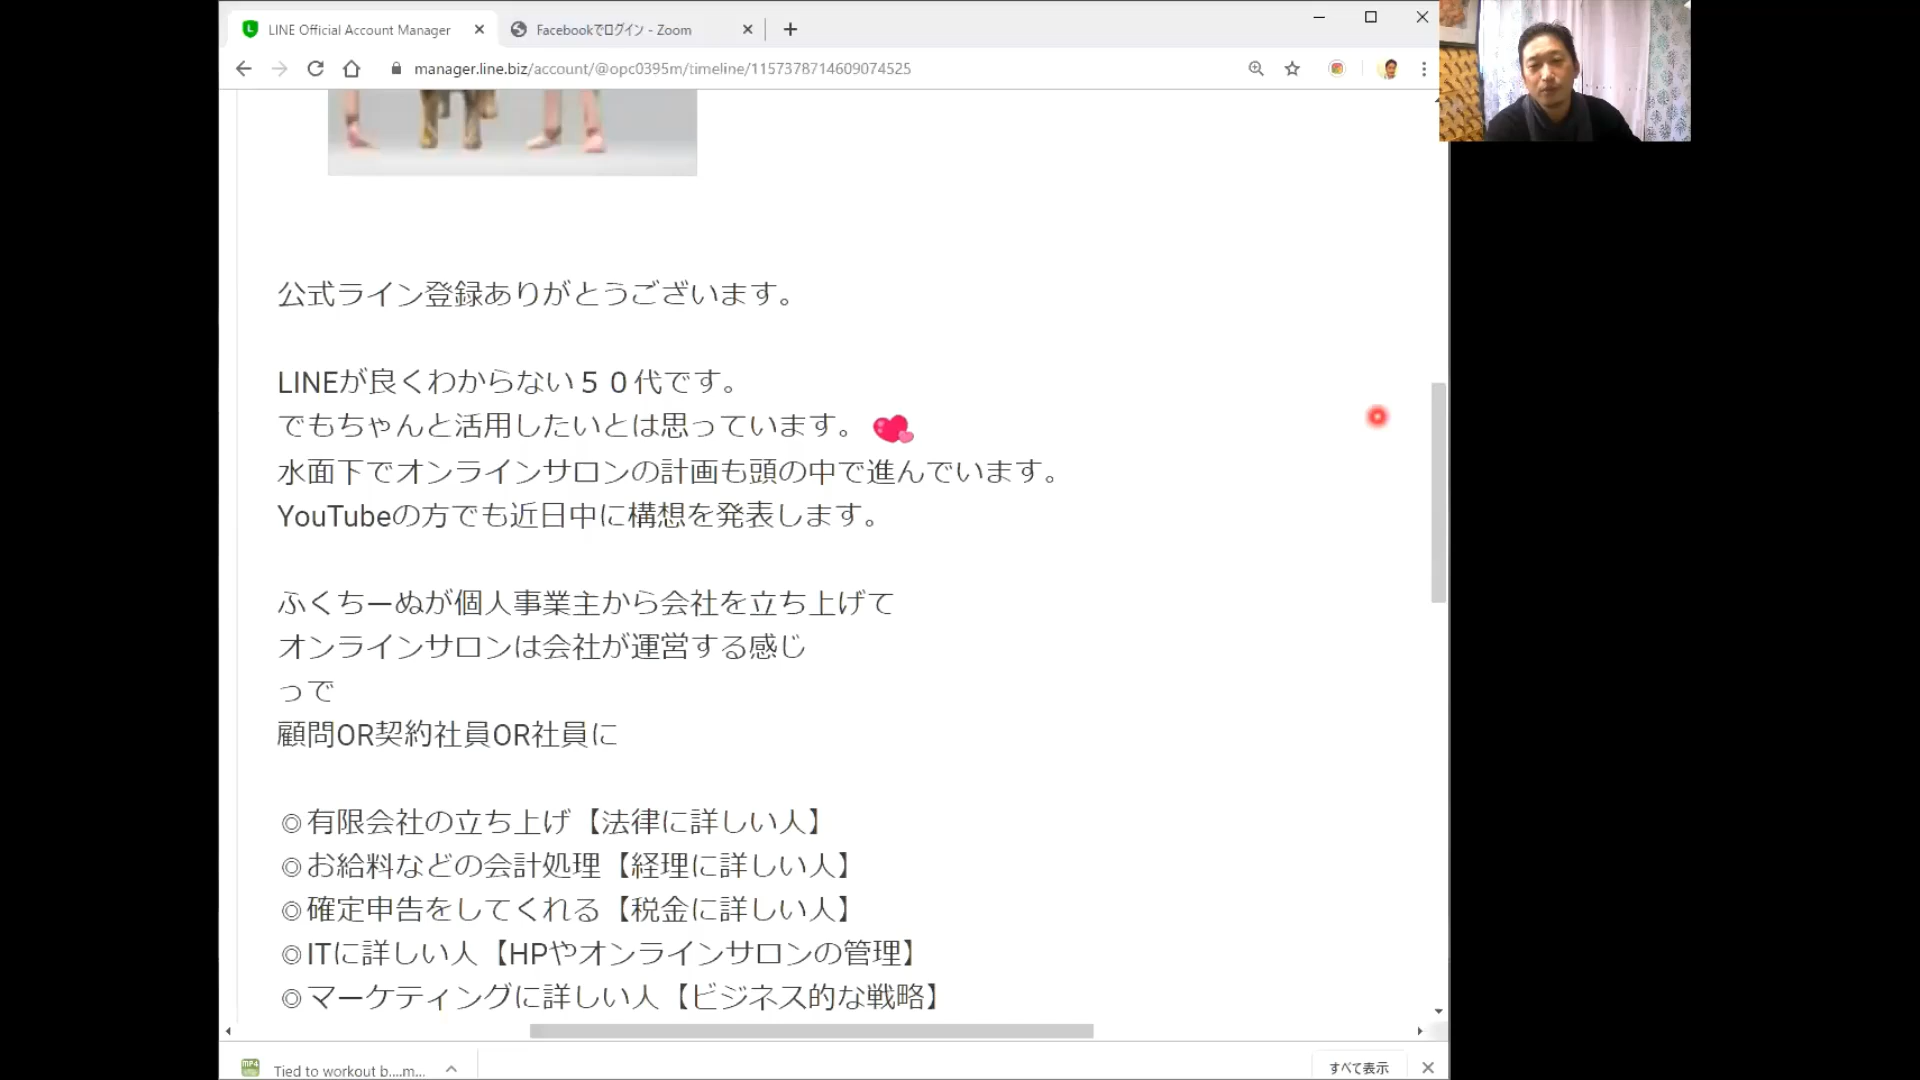 LINE Official Account Manager
Facebookでログイン - Zoom
manager.line.biz/account/@opc0395m/timeline/1157378714609074525
公式ライン登録ありがとうございます。
LINEが良くわからない５０代です。
でもちゃんと活用したいとは思っています。
水面下でオンラインサロンの計画も頭の中で進んでいます。
YouTubeの方でも近日中に構想を発表します。
ふくちーぬが個人事業主から会社を立ち上げて
オンラインサロンは会社が運営する感じ
っで
顧問OR契約社員OR社員に
◎有限会社の立ち上げ【法律に詳しい人】
◎お給料などの会計処理【経理に詳しい人】
◎確定申告をしてくれる【税金に詳しい人】
◎ITに詳しい人【HPやオンラインサロンの管理】
◎マーケティングに詳しい人【ビジネス的な戦略】
MP4
Tied to workout b....m...
すべて表示